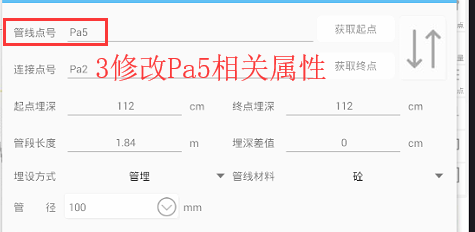 管线点号 Pa5 获取起点
连接点号 Pa2 获取终点
3修改Pa5相关属性
起点埋深 112 cm 终点埋深 112 cm
管段长度 1.84 m 埋深差值 0 cm
埋设方式 管埋 管线材料 砼
管 径 100 mm